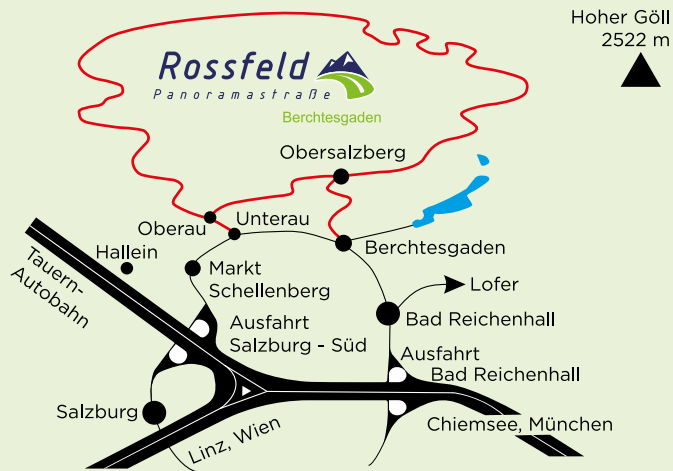 Hoher Göll
2522 m
Rossfeld
Panoramastraße
Berchtesgaden
Obersalzberg
Oberau
Unterau
Berchtesgaden
Hallein
Tauern-
Autobahn
Markt
Schellenberg
Lofer
Ausfahrt
Salzburg - Süd
Bad Reichenhall
Ausfahrt
Bad Reichenhall
Salzburg
Linz, Wien
Chiemsee, München